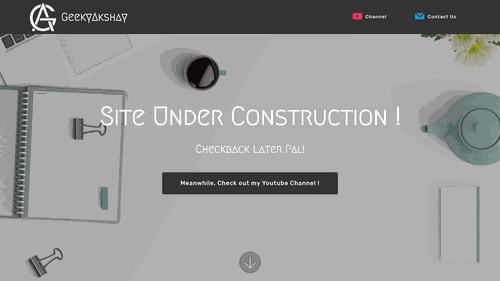 GeekyAkshay
Channel
Contact Us
Site Under Construction !
Checkback Later Pal!
Meanwhile, Check out my Youtube Channel !